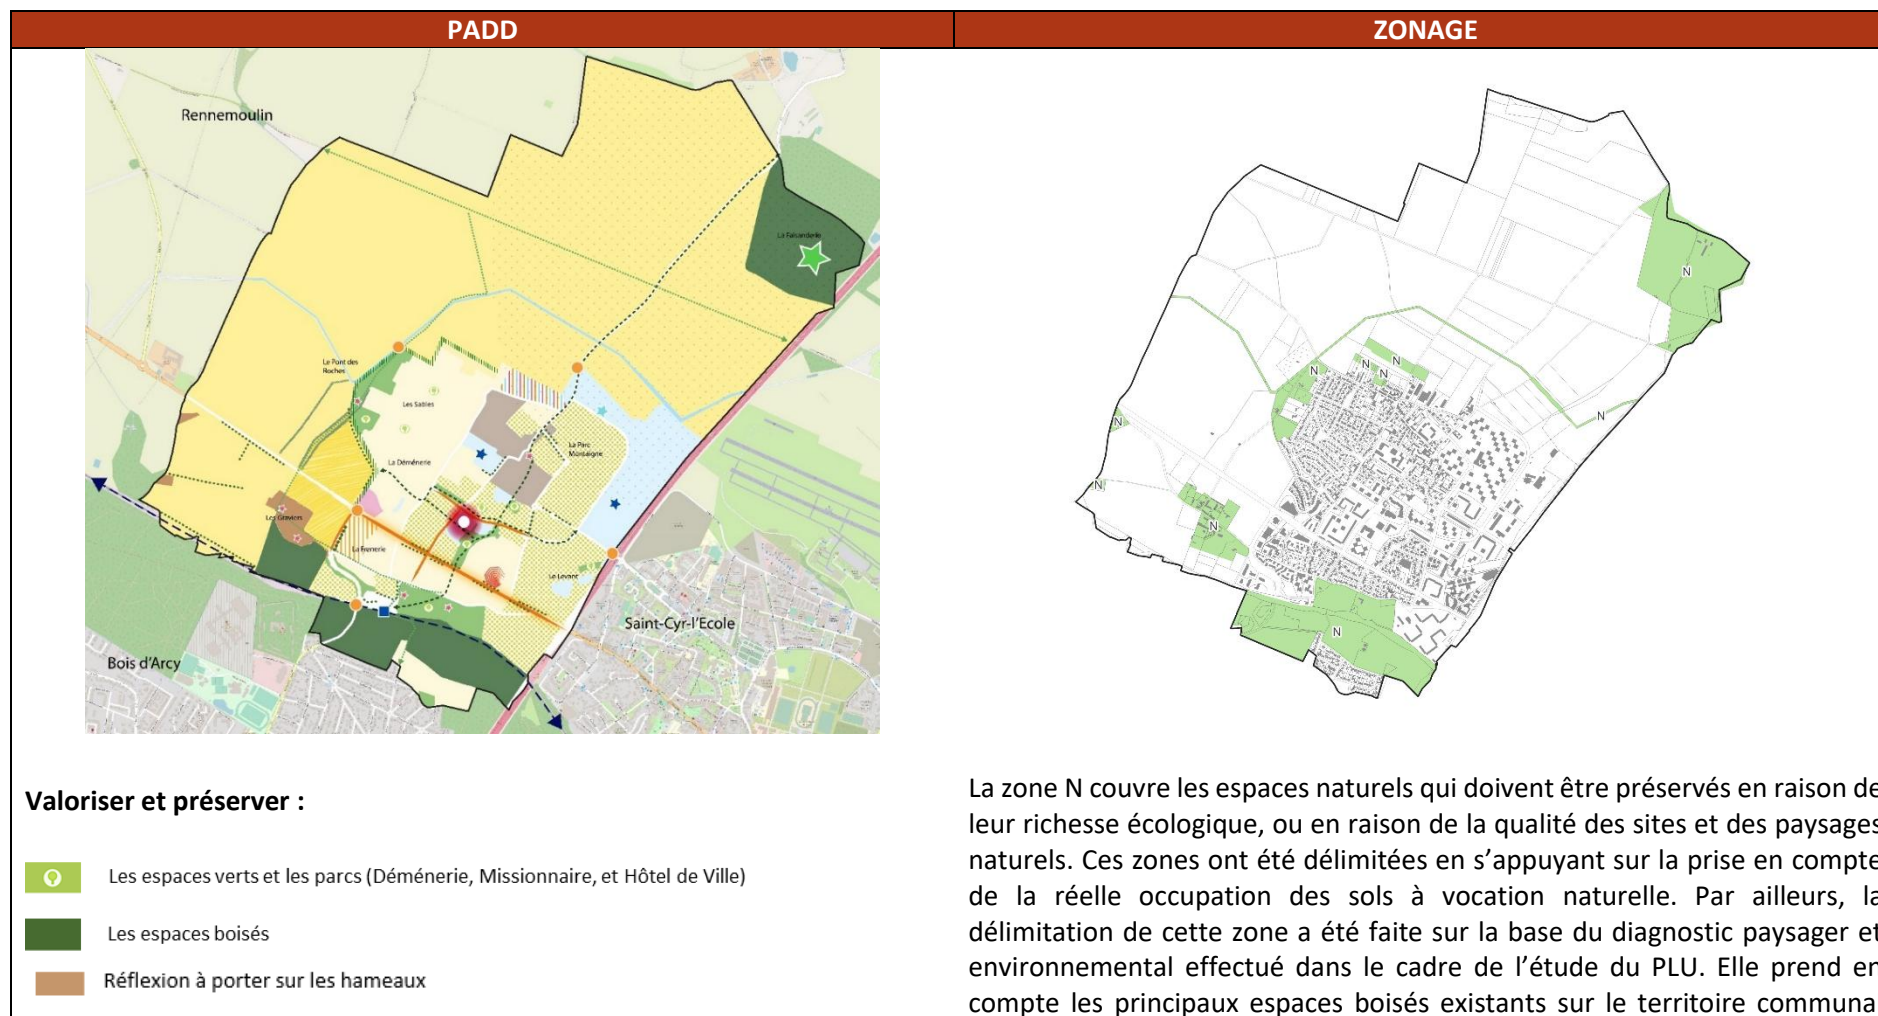 PADD
ZONAGE
Rennemoulin
La Faisanderie
Le Pont des
Roches
Les Sables
La Parc
Montaigne
La Déménerie
Les Graviers
La Frenerie
Le Levant
Saint-Cyr-l'Ecole
Bois d'Arcy
N
N
N
N
N
N
N
N
N
N
Valoriser et préserver :
Les espaces verts et les parcs (Déménerie, Missionnaire, et Hôtel de Ville)
Les espaces boisés
Réflexion à porter sur les hameaux
La zone N couvre les espaces naturels qui doivent être préservés en raison de
leur richesse écologique, ou en raison de la qualité des sites et des paysages
naturels. Ces zones ont été délimitées en s’appuyant sur la prise en compte
de la réelle occupation des sols à vocation naturelle. Par ailleurs, la
délimitation de cette zone a été faite sur la base du diagnostic paysager et
environnemental effectué dans le cadre de l’étude du PLU. Elle prend en
compte les principaux espaces boisés existants sur le territoire communa